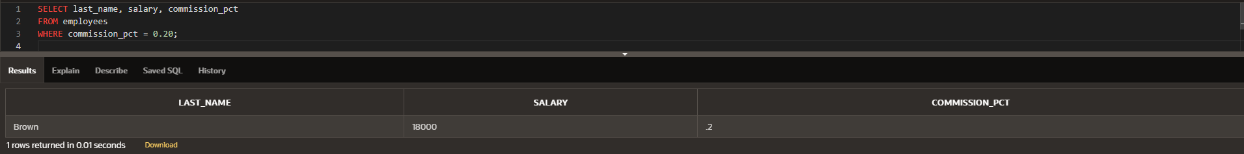 1 SELECT last_name, salary, commission_pct
2 FROM employees
3 WHERE commission_pct = 0.20;
4
Results Explain Describe Saved SQL History
LAST_NAME SALARY COMMISSION_PCT
Brown 18000 .2
1 rows returned in 0.01 seconds Download